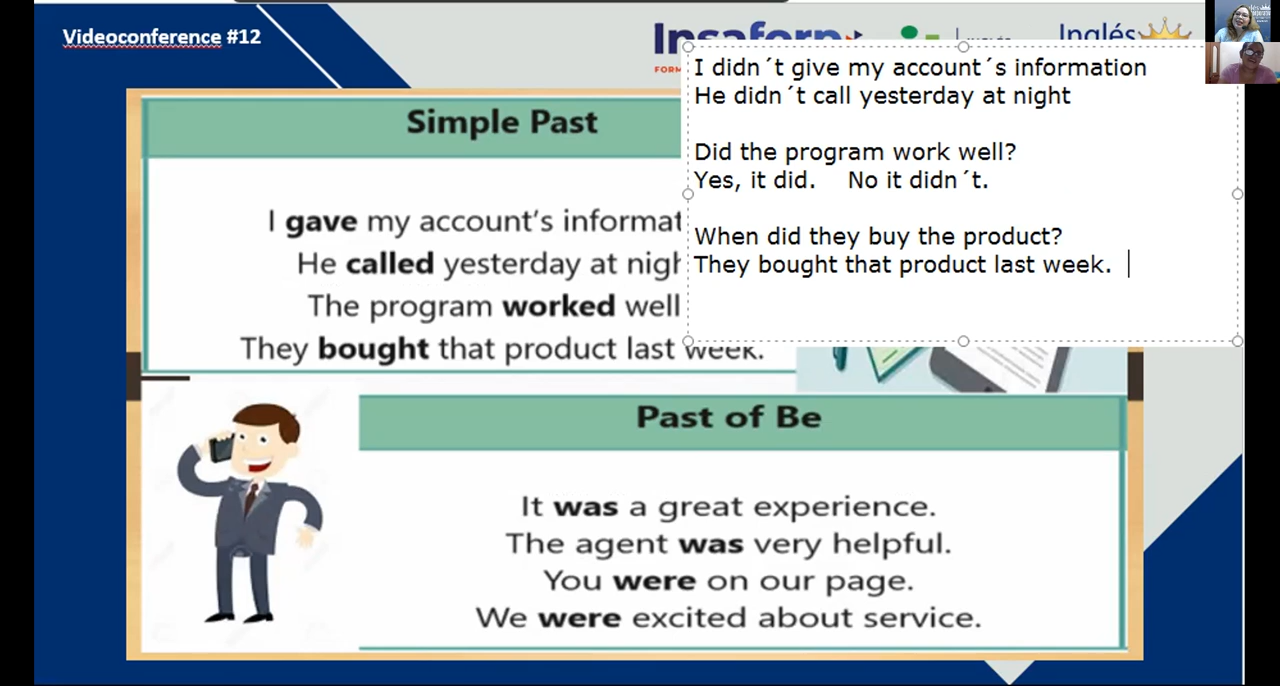 Videoconference #12
Insaforp
Inglés
I didn´t give my account´s information
He didn´t call yesterday at night
Did the program work well?
Yes, it did. No it didn´t.
When did they buy the product?
They bought that product last week.
Simple Past
I gave my account's informat
He called yesterday at nigh
The program worked well
They bought that product last week.
Past of Be
It was a great experience.
The agent was very helpful.
You were on our page.
We were excited about service.